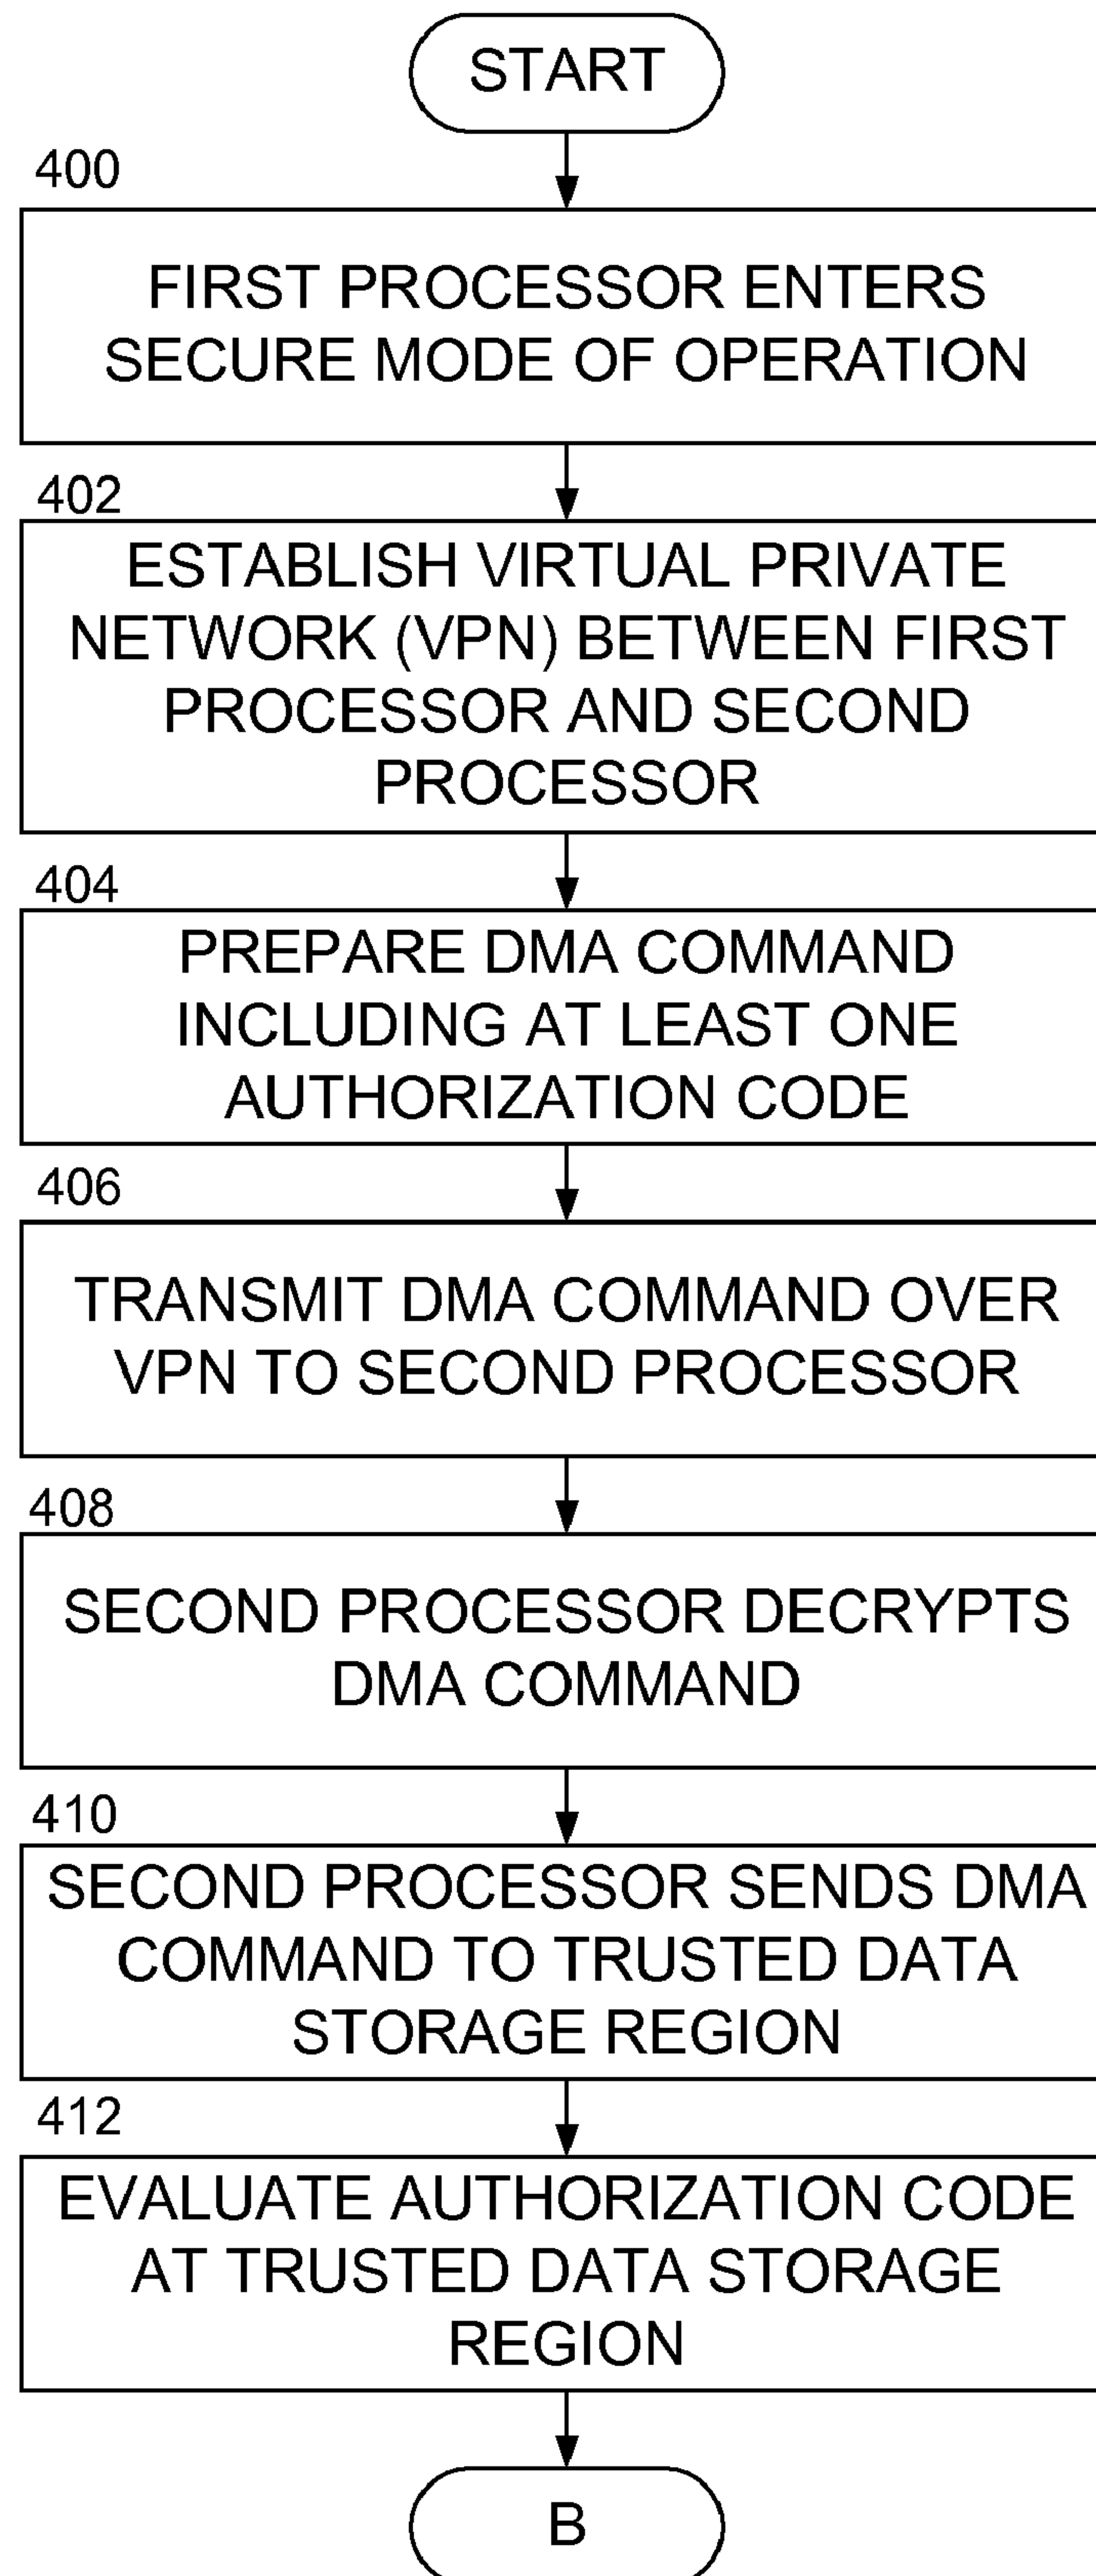 START
400
FIRST PROCESSOR ENTERS
SECURE MODE OF OPERATION
402
ESTABLISH VIRTUAL PRIVATE
NETWORK (VPN) BETWEEN FIRST
PROCESSOR AND SECOND
PROCESSOR
404
PREPARE DMA COMMAND
INCLUDING AT LEAST ONE
AUTHORIZATION CODE
406
TRANSMIT DMA COMMAND OVER
VPN TO SECOND PROCESSOR
408
SECOND PROCESSOR DECRYPTS
DMA COMMAND
410
SECOND PROCESSOR SENDS DMA
COMMAND TO TRUSTED DATA
STORAGE REGION
412
EVALUATE AUTHORIZATION CODE
AT TRUSTED DATA STORAGE
REGION
B